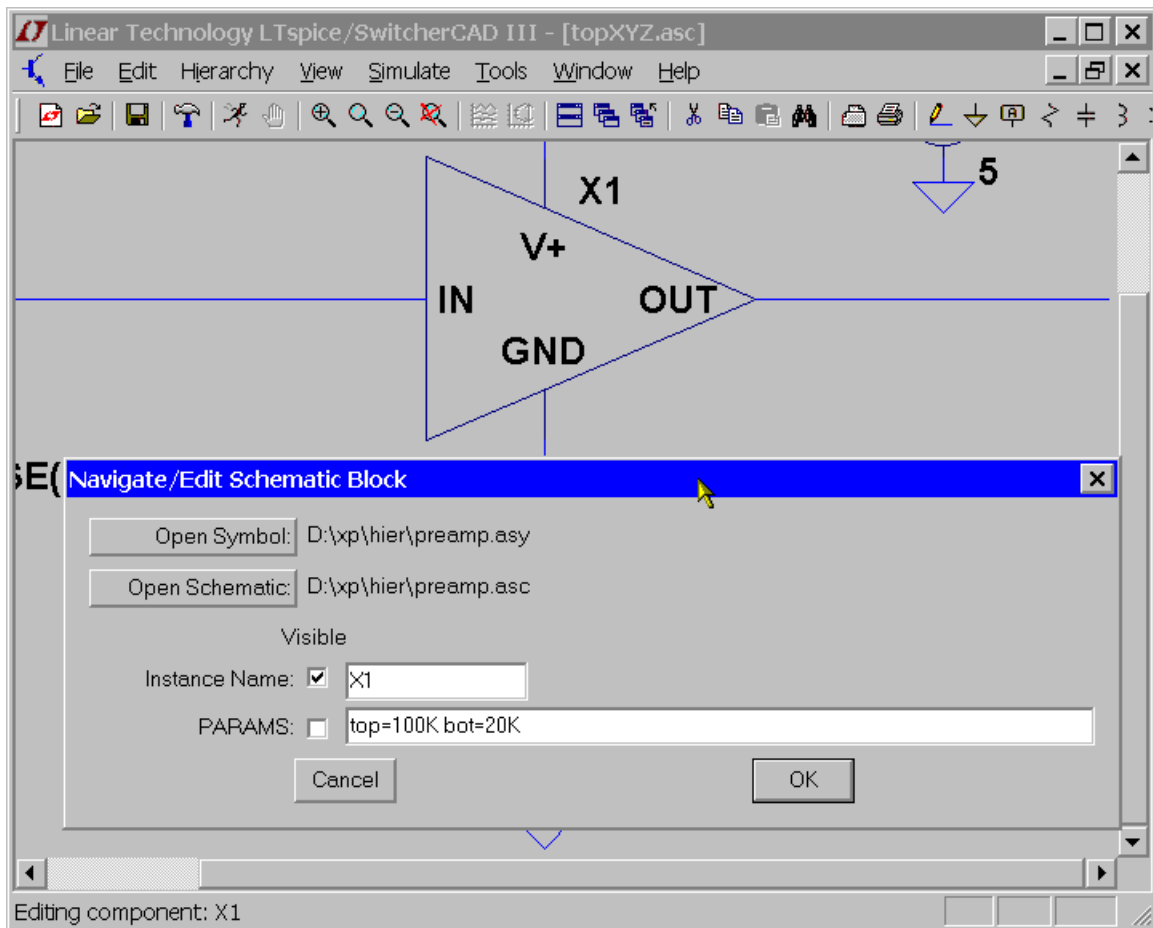 Linear Technology LTspice/SwitcherCAD III - [topXYZ.asc]
File Edit Hierarchy View Simulate Tools Window Help
X1
5
V+
IN
OUT
GND
SE(
Navigate/Edit Schematic Block
Open Symbol: D:\xp\hier\preamp.asy
Open Schematic: D:\xp\hier\preamp.asc
Visible
Instance Name: X1
PARAMS: top=100K bot=20K
Cancel OK
Editing component: X1